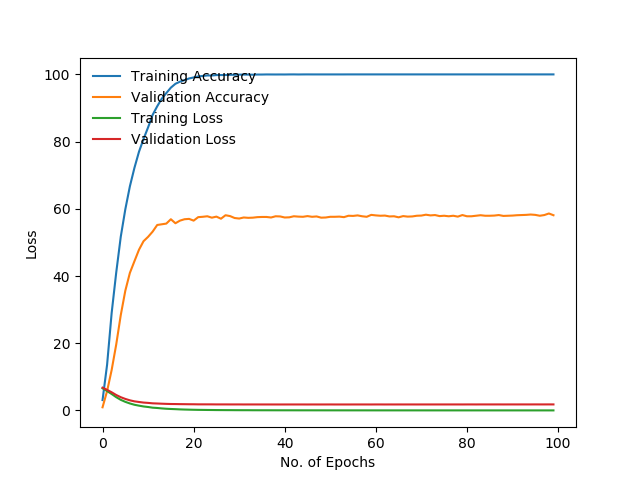 Training Accuracy
Validation Accuracy
Training Loss
Validation Loss
100
80
60
40
20
0
Loss
0 20 40 60 80 100
No. of Epochs